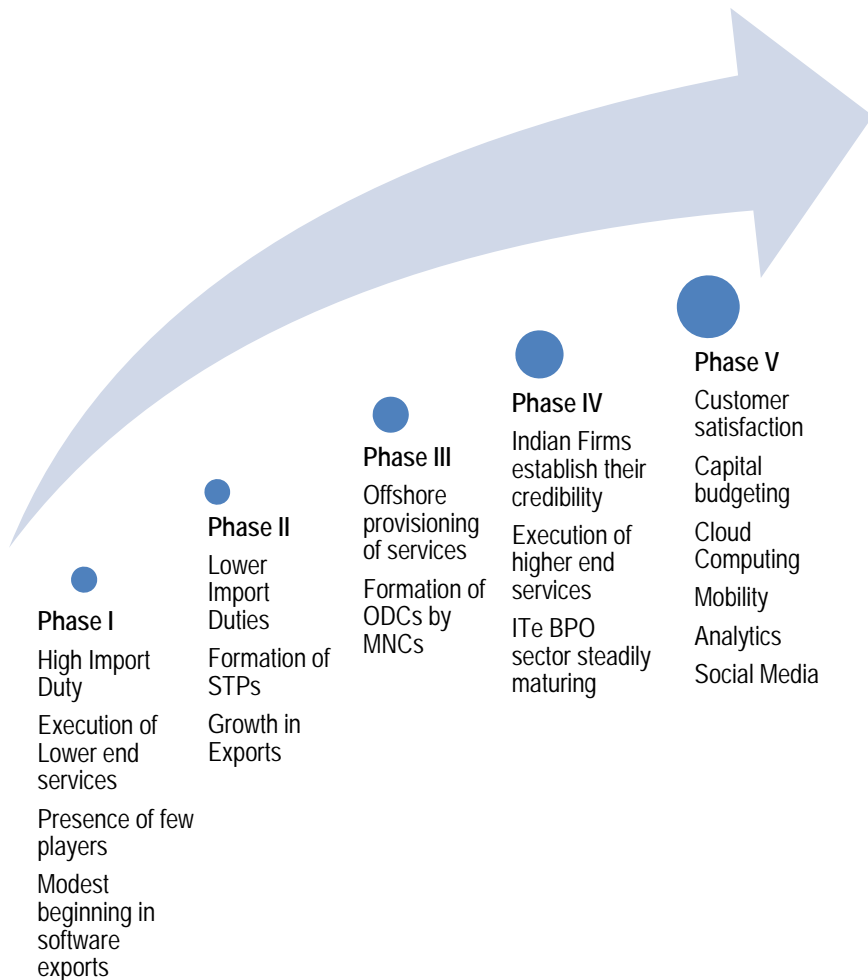 Phase I
High Import
Duty
Execution of
Lower end
services
Presence of few
players
Modest
beginning in
software
exports
Phase II
Lower
Import
Duties
Formation of
STPs
Growth in
Exports
Phase III
Offshore
provisioning
of services
Formation of
ODCs by
MNCs
Phase IV
Indian Firms
establish their
credibility
Execution of
higher end
services
ITe BPO
sector steadily
maturing
Phase V
Customer
satisfaction
Capital
budgeting
Cloud
Computing
Mobility
Analytics
Social Media